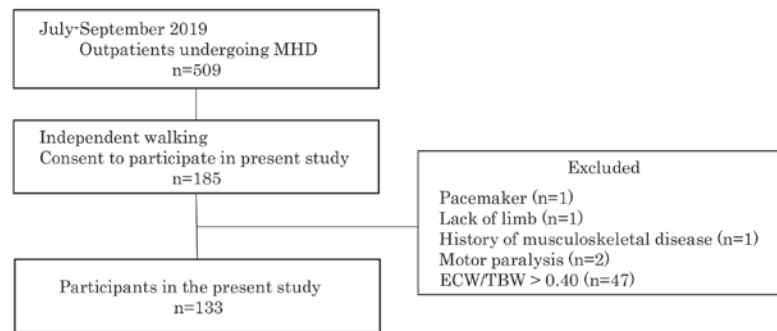 July-September 2019
Outpatients undergoing MHD
n=509
Independent walking
Consent to participate in present study
n=185
Excluded
Pacemaker (n=1)
Lack of limb (n=1)
History of musculoskeletal disease (n=1)
Motor paralysis (n=2)
ECW/TBW > 0.40 (n=47)
Participants in the present study
n=133